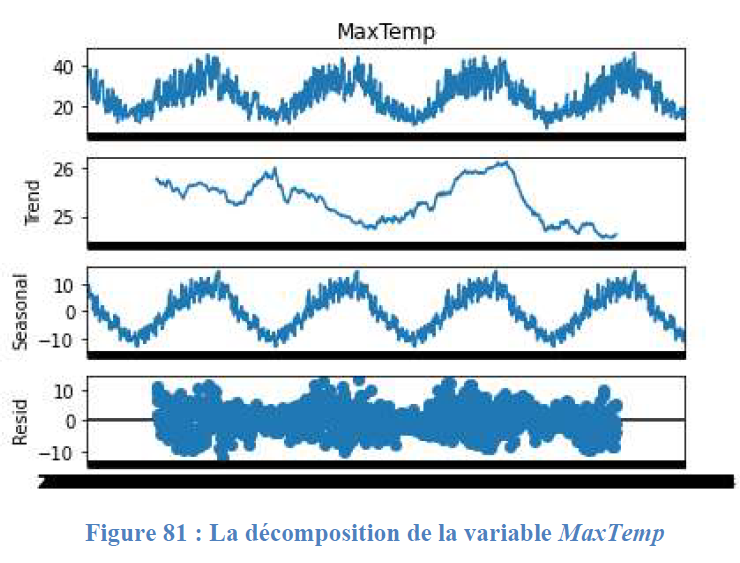 MaxTemp
40
20
26
Trend
25
10
Seasonal
0
−10
10
Resid
0
−10
Figure 81 : La décomposition de la variable MaxTemp